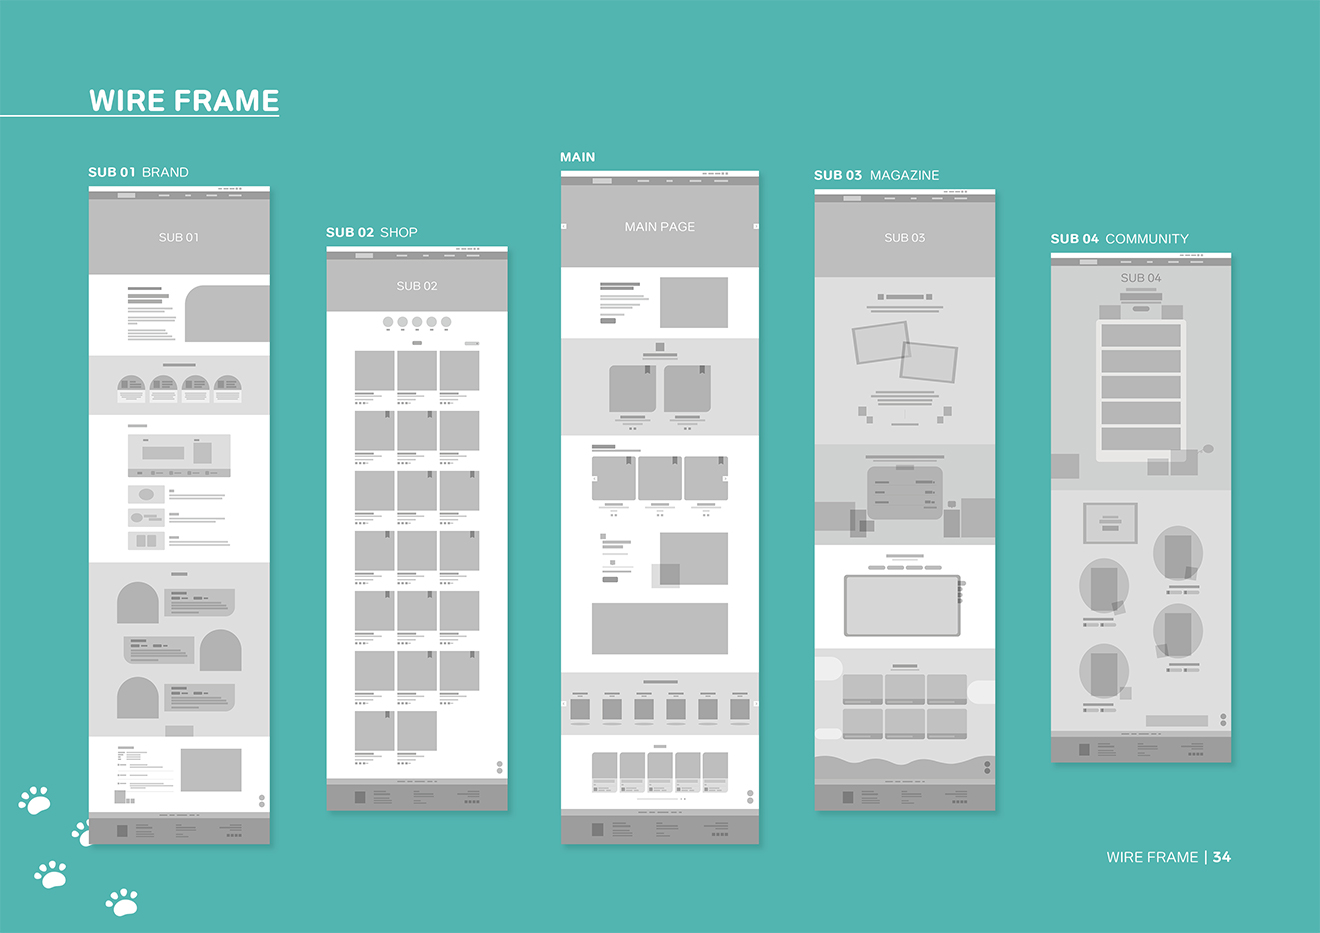 WIRE FRAME
SUB 01 BRAND
SUB 01
SUB 02 SHOP
SUB 02
MAIN
MAIN PAGE
SUB 03 MAGAZINE
SUB 03
SUB 04 COMMUNITY
SUB 04
WIRE FRAME | 34